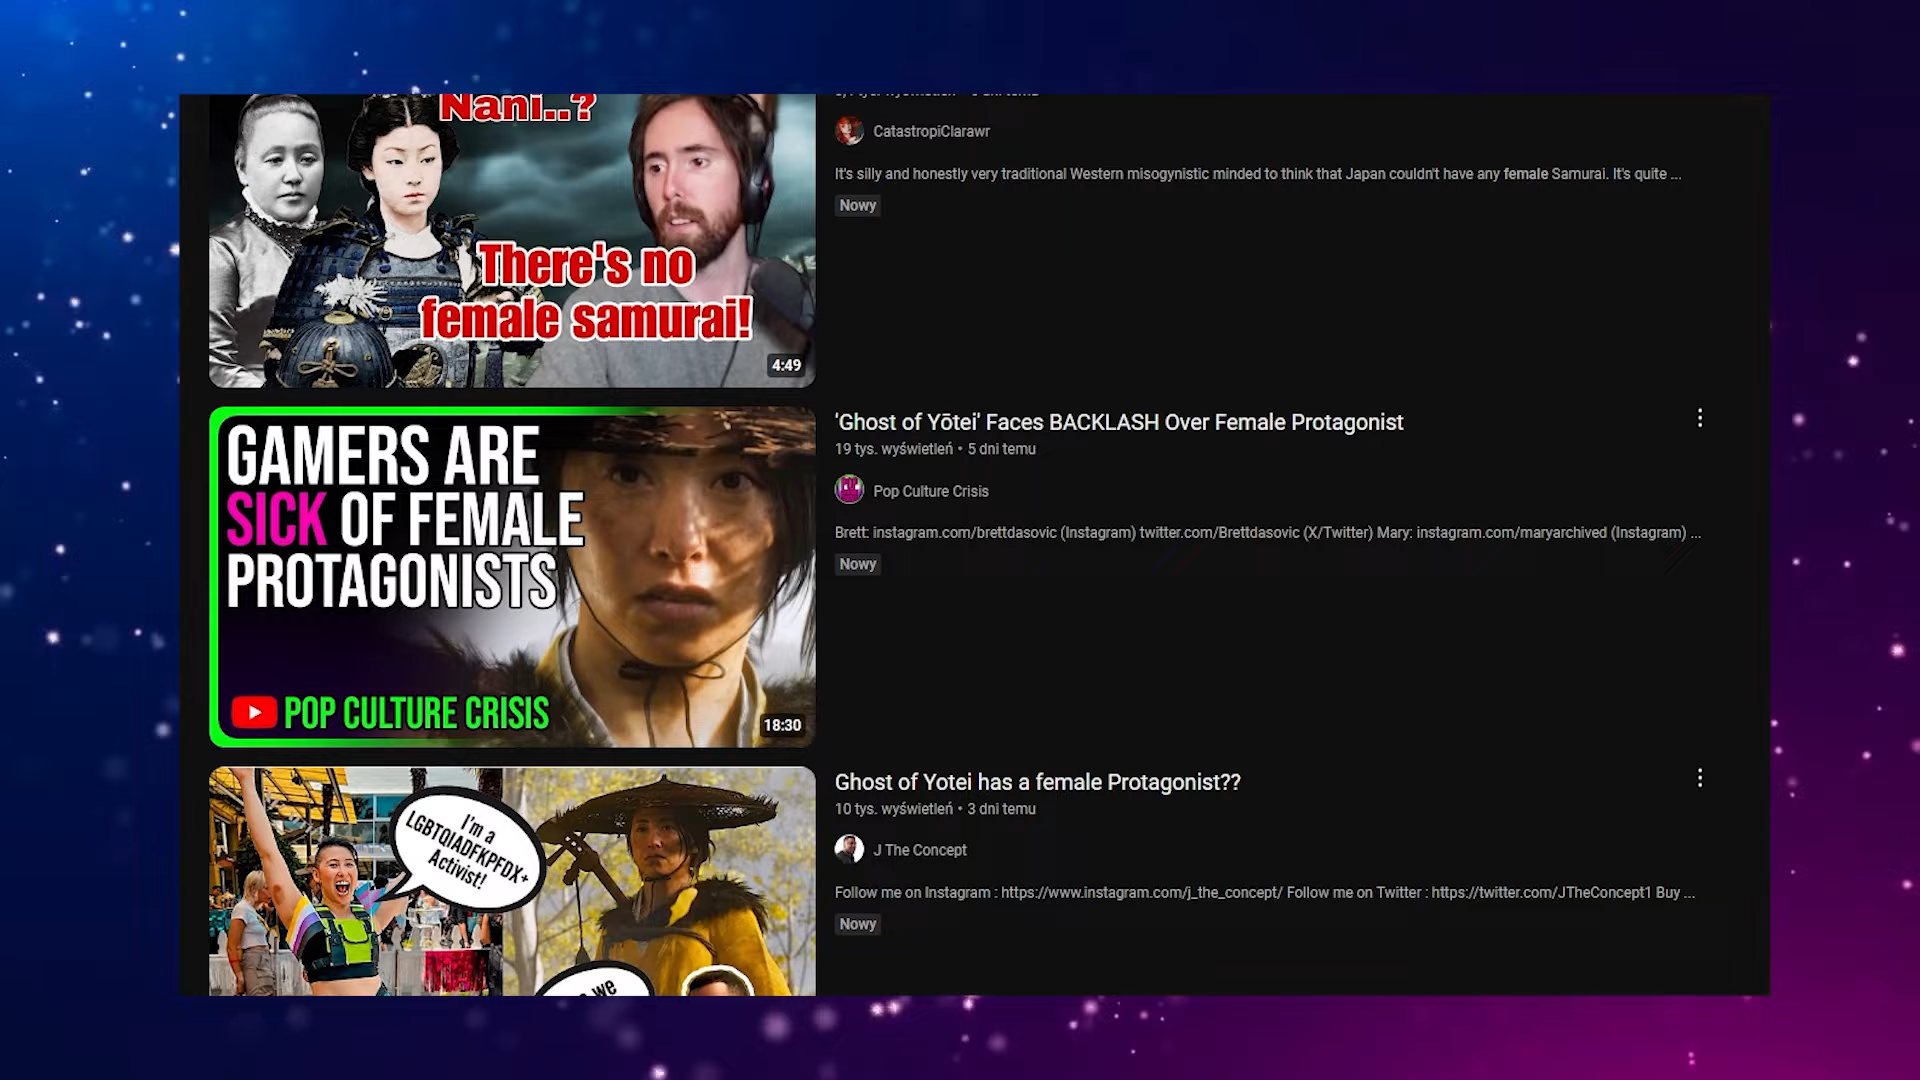 Nani..?
There's no
female samurai!
4:49
CatastropiClarawr
It's silly and honestly very traditional Western misogynistic minded to think that Japan couldn't have any female Samurai. It's quite ...
Nowy
GAMERS ARE
SICK OF FEMALE
PROTAGONISTS
POP CULTURE CRISIS
18:30
'Ghost of Yōtei' Faces BACKLASH Over Female Protagonist
19 tys. wyświetleń • 5 dni temu
Pop Culture Crisis
Brett: instagram.com/brettdasovic (Instagram) twitter.com/Brettdasovic (X/Twitter) Mary: instagram.com/maryarchived (Instagram) ...
Nowy
I'm a
LGBTQIADFKPFDX+
Activist!
we
Ghost of Yotei has a female Protagonist??
10 tys. wyświetleń • 3 dni temu
J The Concept
Follow me on Instagram : https://www.instagram.com/j_the_concept/ Follow me on Twitter : https://twitter.com/JTheConcept1 Buy ...
Nowy